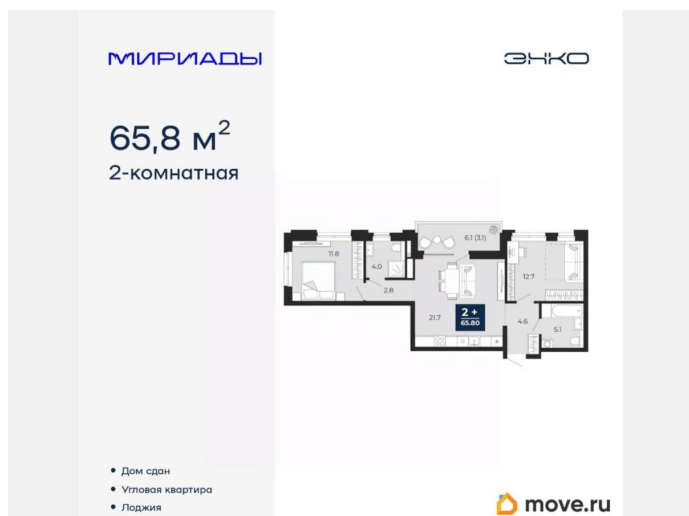 МИРИАДЫ
ЭНКО
65,8 м²
2-комнатная
11.8
4.0
2.8
6.1 (3.1)
21.7
2 +
65.80
12.7
4.6
5.1
• Дом сдан
• Угловая квартира
• Лоджия
move.ru